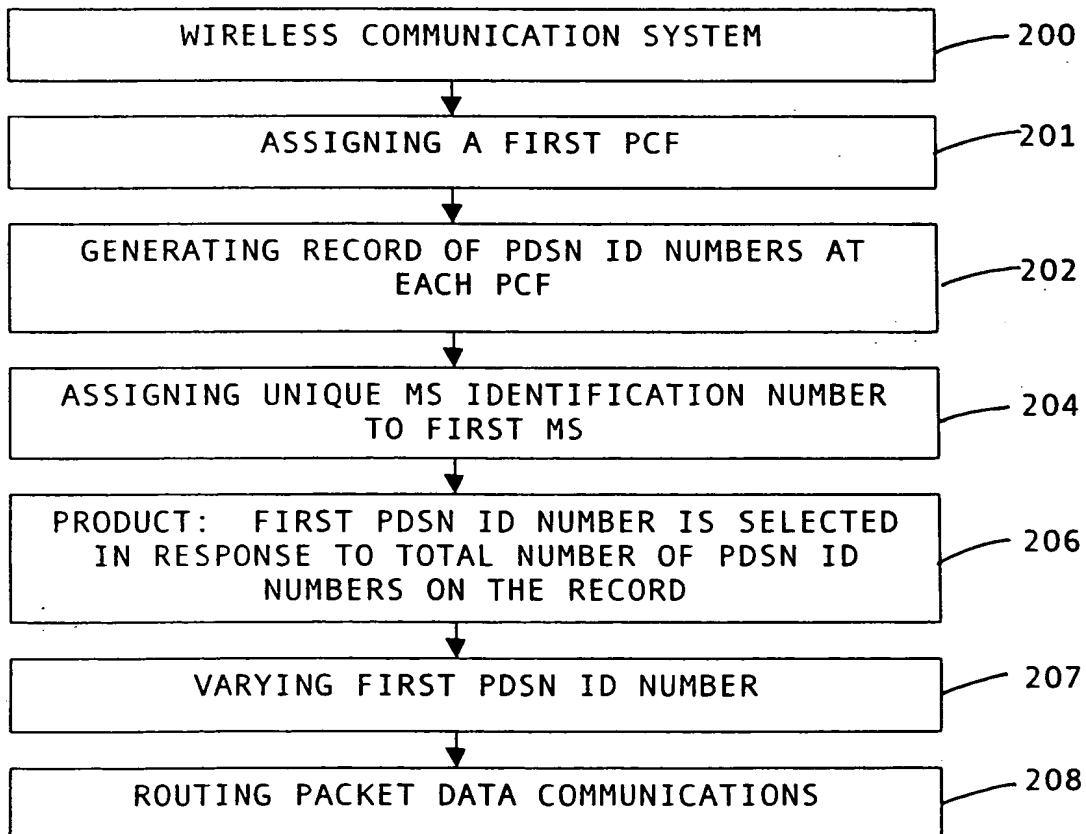 WIRELESS COMMUNICATION SYSTEM
200
ASSIGNING A FIRST PCF
201
GENERATING RECORD OF PDSN ID NUMBERS AT
EACH PCF
202
ASSIGNING UNIQUE MS IDENTIFICATION NUMBER
TO FIRST MS
204
PRODUCT: FIRST PDSN ID NUMBER IS SELECTED
IN RESPONSE TO TOTAL NUMBER OF PDSN ID
NUMBERS ON THE RECORD
206
VARYING FIRST PDSN ID NUMBER
207
ROUTING PACKET DATA COMMUNICATIONS
208